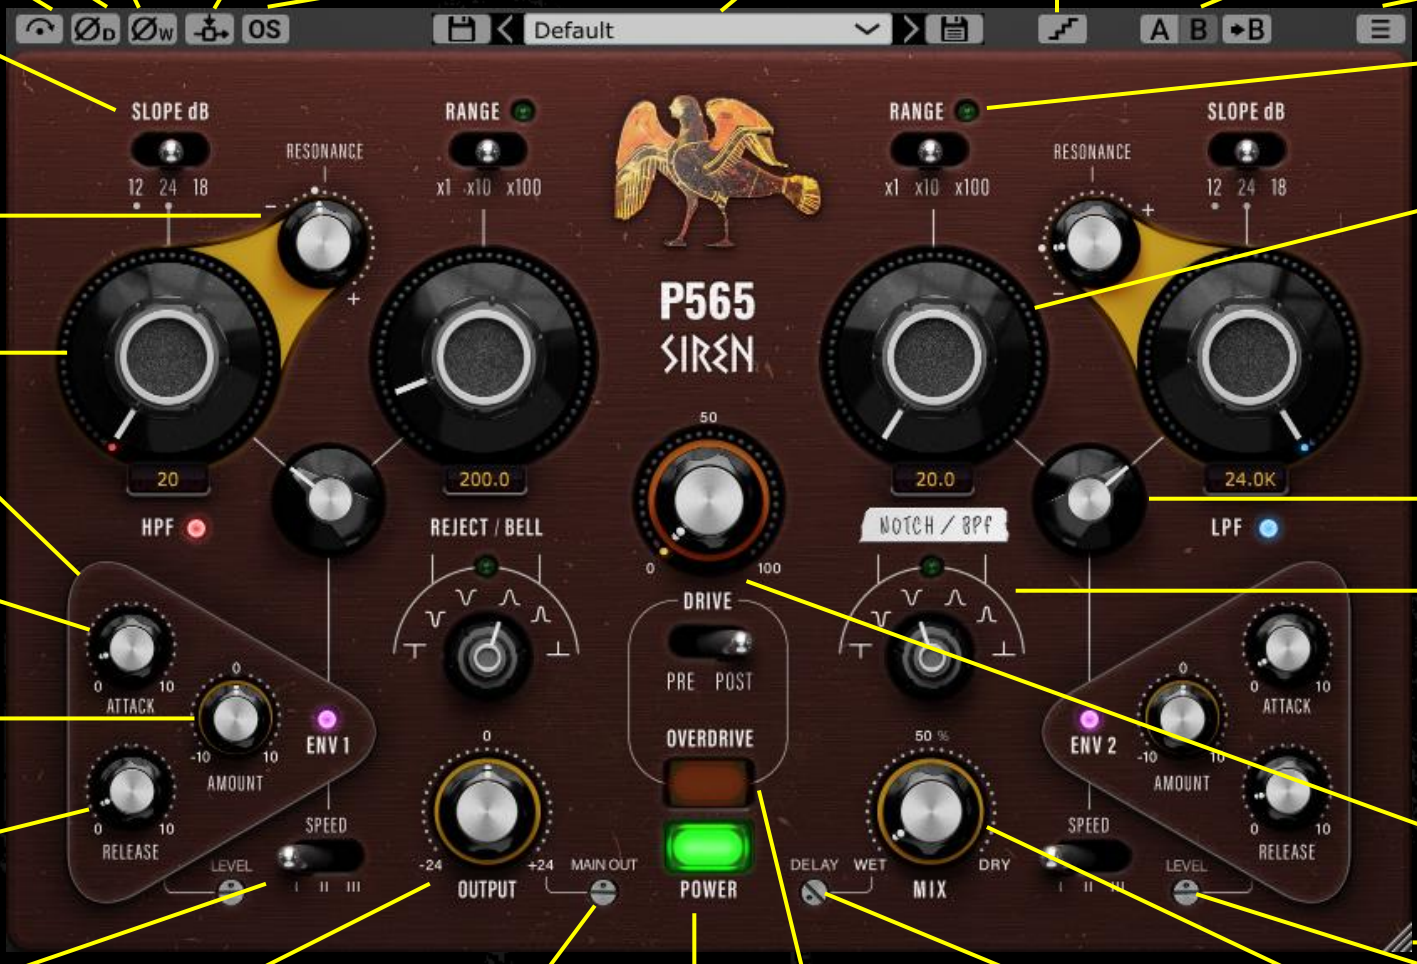 ØD ØW OS Default A B →B
SLOPE dB
12 24 18
RESONANCE
- +
RANGE
x1 x10 x100
P565
SIREN
RANGE
x1 x10 x100
RESONANCE
+ -
SLOPE dB
12 24 18
20
HPF
200.0
REJECT / BELL
50
0 100
DRIVE
PRE POST
OVERDRIVE
POWER
20.0
NOTCH / BPF
24.0K
LPF
0 10
ATTACK
0
-10 10
AMOUNT
0 10
RELEASE
ENV 1
SPEED
I II III
LEVEL
0
-24 +24
OUTPUT
MAIN OUT
50 %
WET DRY
MIX
DELAY
ENV 2
SPEED
I II III
LEVEL
0
-10 10
AMOUNT
0 10
ATTACK
0 10
RELEASE